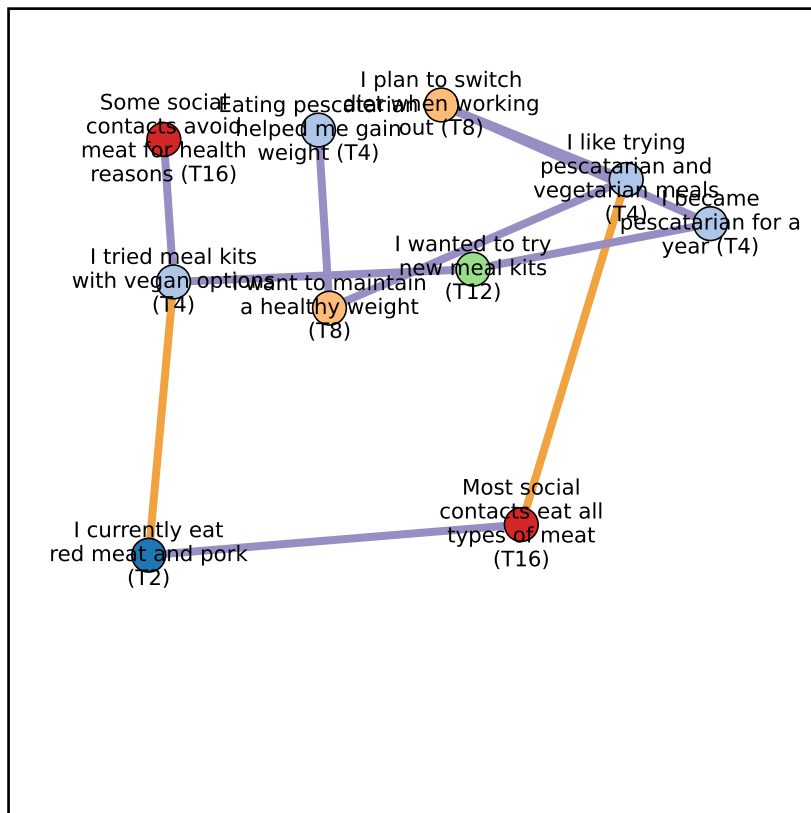 Some social
contacts avoid
meat for health
reasons (T16)
Eating pescatarian
helped me gain
weight (T4)
I plan to switch
diet when working
out (T8)
I like trying
pescatarian and
vegetarian meals
(T4)
I became
pescatarian for a
year (T4)
I tried meal kits
with vegan options
(T4)
I want to maintain
a healthy weight
(T8)
I wanted to try
new meal kits
(T12)
Most social
contacts eat all
types of meat
(T16)
I currently eat
red meat and pork
(T2)